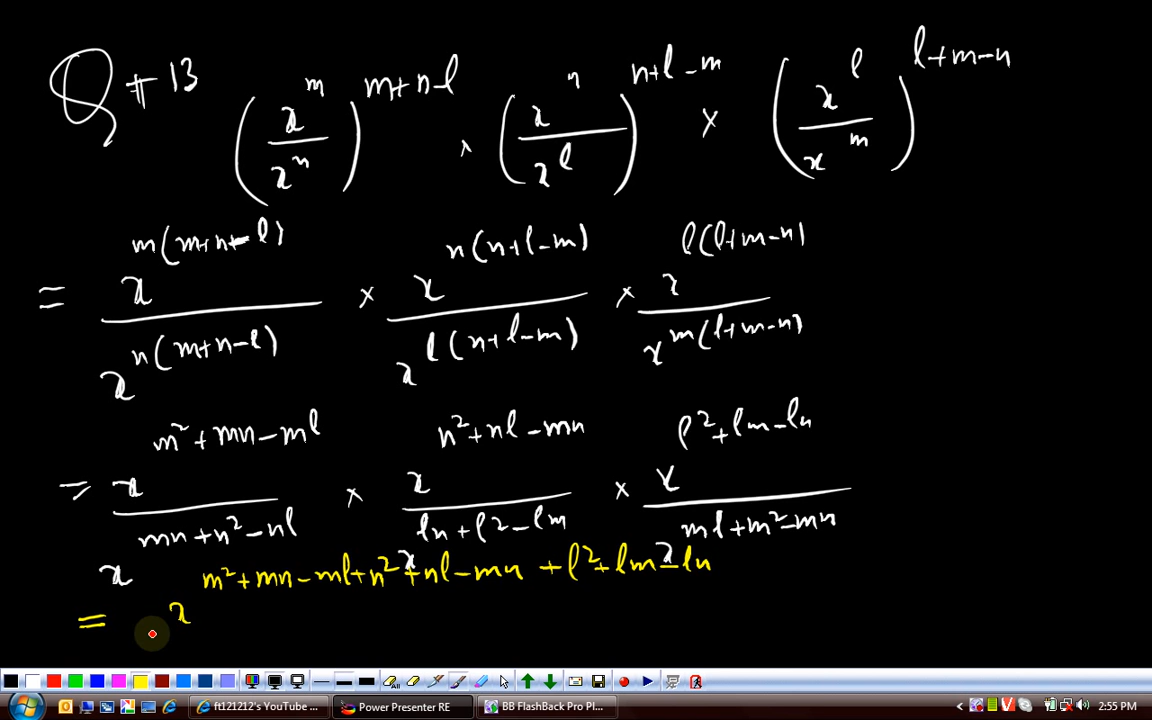 Q # 13 (x^m / x^n)^(m+n-l) × (x^n / x^l)^(n+l-m) × (x^l / x^m)^(l+m-n)
= x^(m(m+n-l)) / x^(n(m+n-l)) × x^(n(n+l-m)) / x^(l(n+l-m)) × x^(l(l+m-n)) / x^(m(l+m-n))
= x^(m²+mn-ml) / x^(mn+n²-nl) × x^(n²+nl-mn) / x^(ln+l²-lm) × x^(l²+lm-ln) / x^(ml+m²-mn)
= x^(m²+mn-ml+n²+nl-mn+l²+lm-ln)
ft121212's YouTube ...
Power Presenter RE
BB FlashBack Pro Pl...
2:55 PM